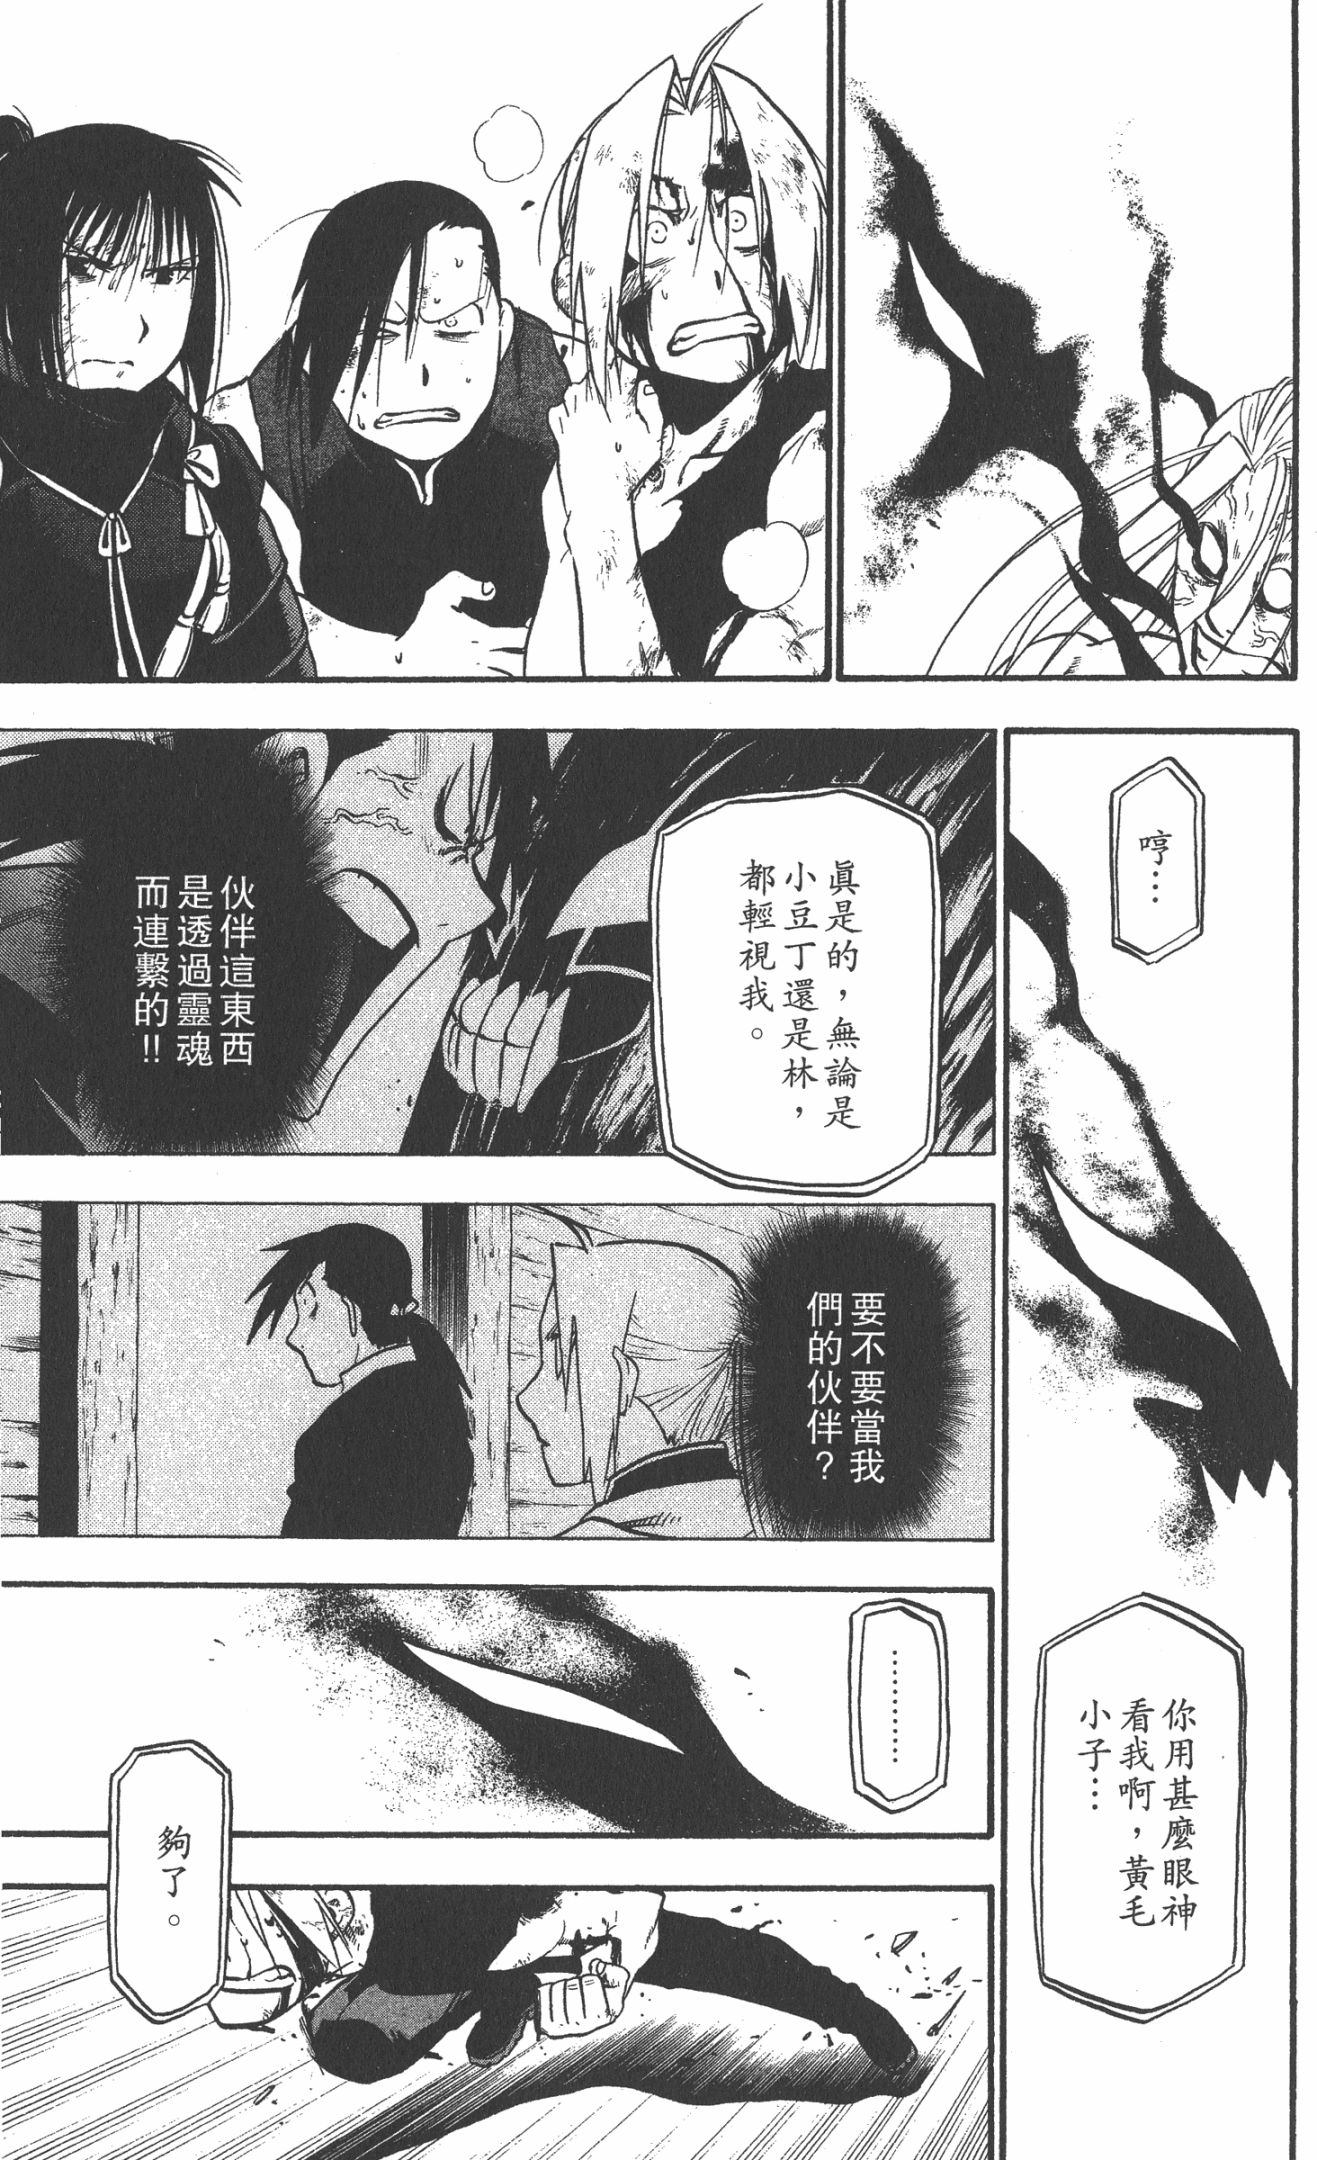 哼…
你用甚麼眼神
看我啊，黃毛
小子…
真是的，無論是
小豆丁還是林，
都輕視我。
伙伴這東西
是透過靈魂
而連繫的!!
要不要當我
們的伙伴?
………
夠了。